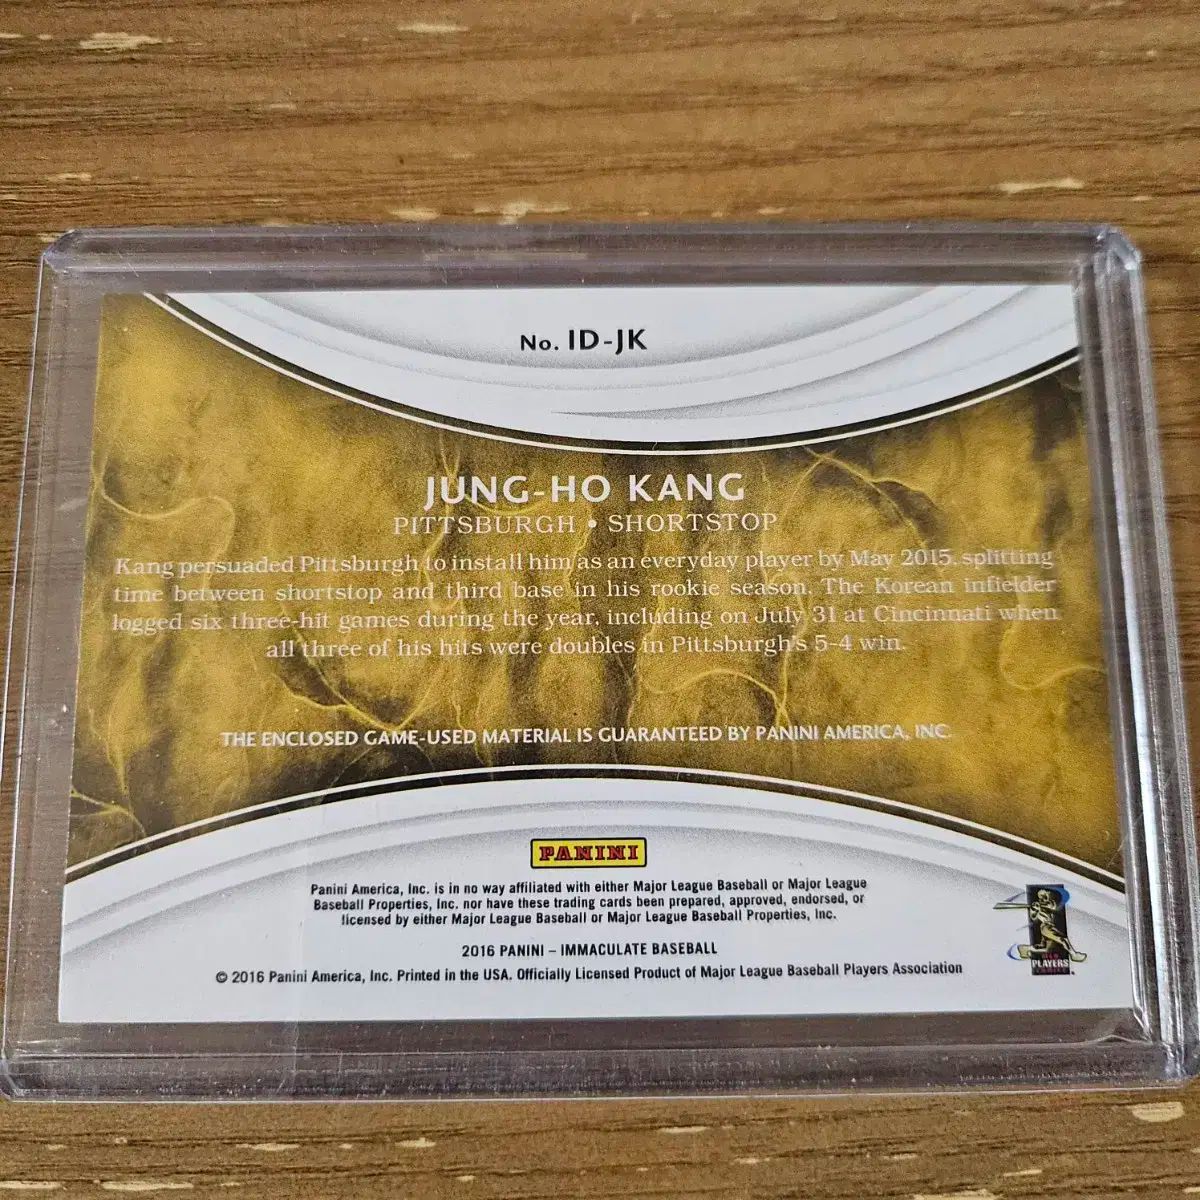 No. ID-JK
JUNG-HO KANG
PITTSBURGH • SHORTSTOP
Kang persuaded Pittsburgh to install him as an everyday player by May 2015, splitting
time between shortstop and third base in his rookie season. The Korean infielder
logged six three-hit games during the year, including on July 31 at Cincinnati when
all three of his hits were doubles in Pittsburgh's 5-4 win.
THE ENCLOSED GAME-USED MATERIAL IS GUARANTEED BY PANINI AMERICA, INC.
PANINI
Panini America, Inc. is in no way affiliated with either Major League Baseball or Major League
Baseball Properties, Inc. nor have these trading cards been prepared, approved, endorsed, or
licensed by either Major League Baseball or Major League Baseball Properties, Inc.
2016 PANINI – IMMACULATE BASEBALL
© 2016 Panini America, Inc. Printed in the USA. Officially Licensed Product of Major League Baseball Players Association
PLAYERS